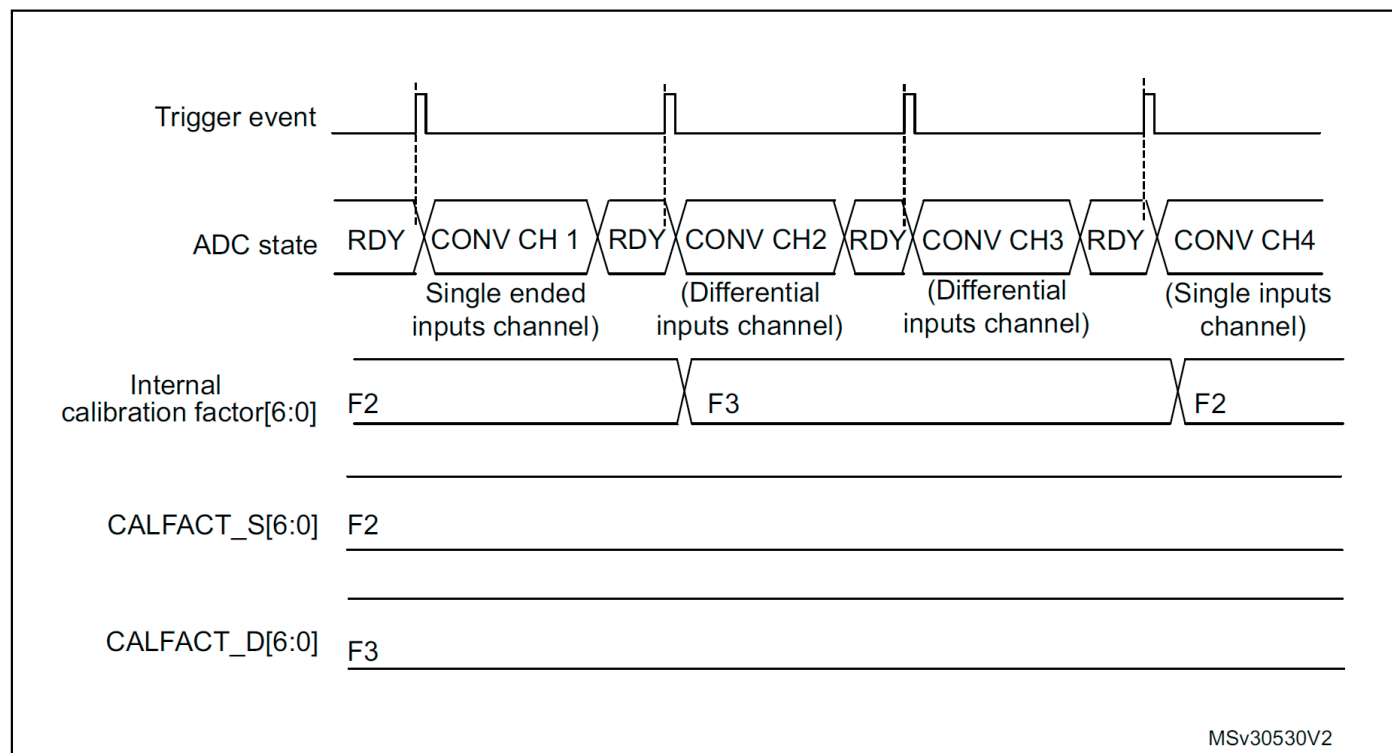 Trigger event
ADC state
RDY
CONV CH 1
RDY
CONV CH2
RDY
CONV CH3
RDY
CONV CH4
Single ended
inputs channel)
(Differential
inputs channel)
(Differential
inputs channel)
(Single inputs
channel)
Internal
calibration factor[6:0]
F2
F3
F2
CALFACT_S[6:0]
F2
CALFACT_D[6:0]
F3
MSv30530V2